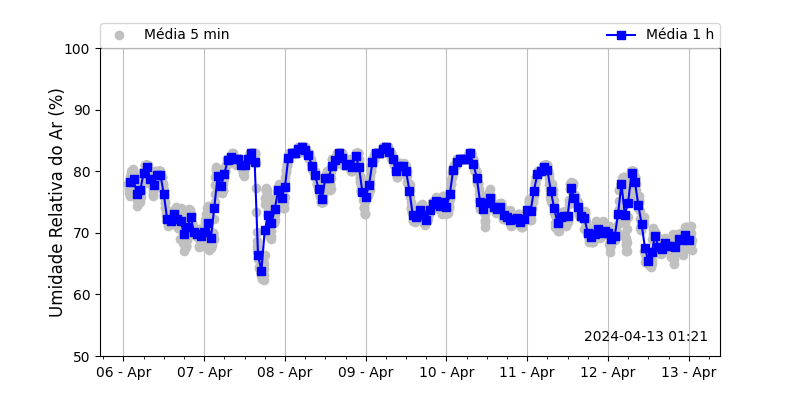 Média 5 min
Média 1 h
Umidade Relativa do Ar (%)
100
90
80
70
60
50
2024-04-13 01:21
06 - Apr
07 - Apr
08 - Apr
09 - Apr
10 - Apr
11 - Apr
12 - Apr
13 - Apr